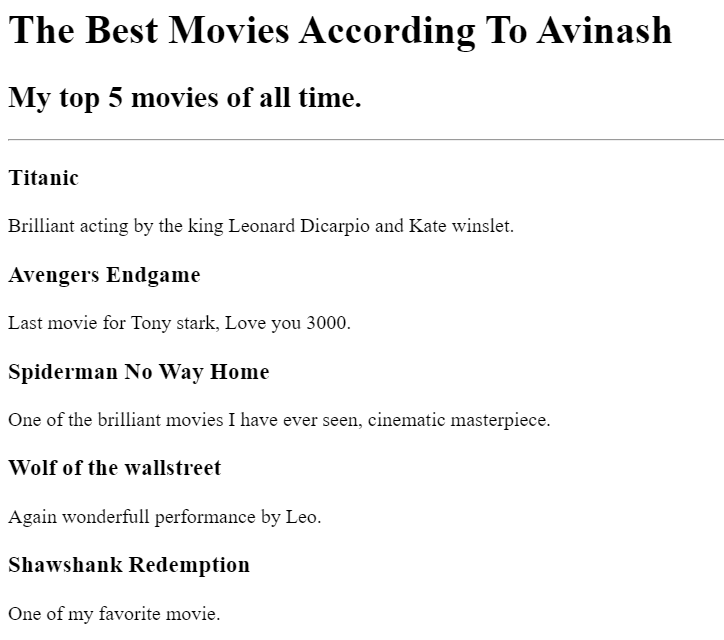 The Best Movies According To Avinash
My top 5 movies of all time.
Titanic
Brilliant acting by the king Leonard Dicarpio and Kate winslet.
Avengers Endgame
Last movie for Tony stark, Love you 3000.
Spiderman No Way Home
One of the brilliant movies I have ever seen, cinematic masterpiece.
Wolf of the wallstreet
Again wonderfull performance by Leo.
Shawshank Redemption
One of my favorite movie.